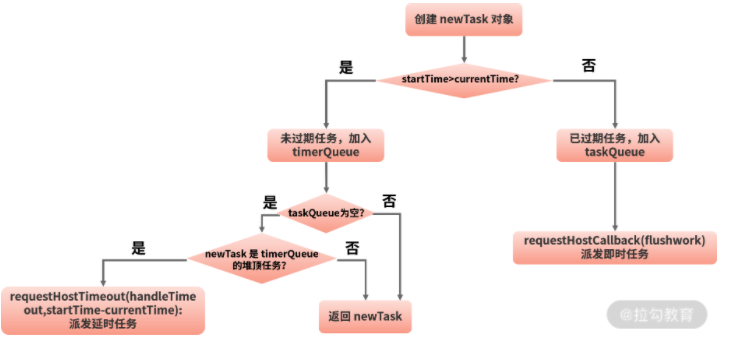 创建 newTask 对象
是
startTime>currentTime?
否
未过期任务，加入
timerQueue
已过期任务，加入
taskQueue
是
taskQueue为空?
否
是
newTask 是 timerQueue
的堆顶任务?
否
requestHostCallback(flushwork)
派发即时任务
requestHostTimeout(handleTime
out,startTime-currentTime):
派发延时任务
返回 newTask
@拉勾教育